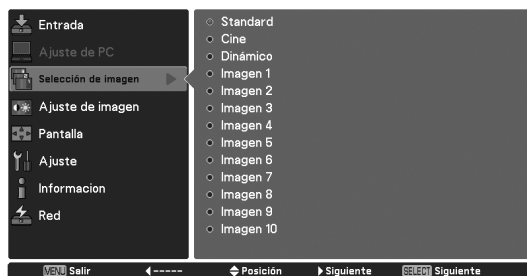 Entrada
Ajuste de PC
Selección de imagen
Ajuste de imagen
Pantalla
Ajuste
Informacion
Red
Standard
Cine
Dinámico
Imagen 1
Imagen 2
Imagen 3
Imagen 4
Imagen 5
Imagen 6
Imagen 7
Imagen 8
Imagen 9
Imagen 10
MENU Salir ----- Posición Siguiente SELECT Siguiente